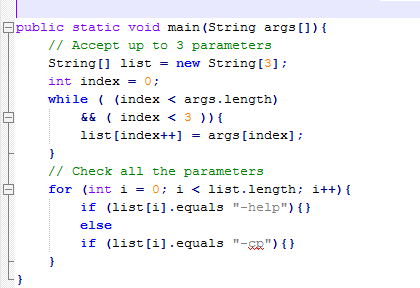 public static void main(String args[]){
// Accept up to 3 parameters
String[] list = new String[3];
int index = 0;
while ( (index < args.length)
&& ( index < 3 )){
list[index++] = args[index];
}
// Check all the parameters
for (int i = 0; i < list.length; i++){
if (list[i].equals "-help"){}
else
if (list[i].equals "-cp"){}
}
}